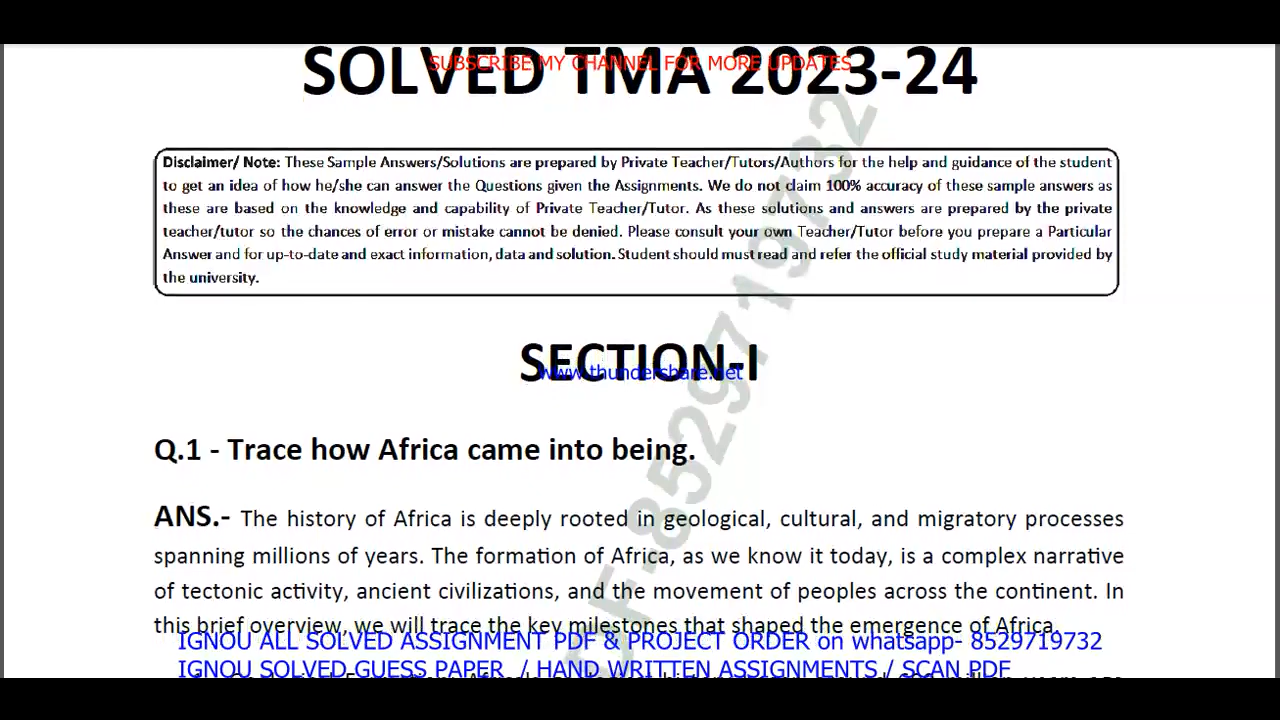 SOLVED TMA 2023-24
SUBSCRIBE MY CHANNEL FOR MORE UPDATES
Disclaimer/ Note: These Sample Answers/Solutions are prepared by Private Teacher/Tutors/Authors for the help and guidance of the student
to get an idea of how he/she can answer the Questions given the Assignments. We do not claim 100% accuracy of these sample answers as
these are based on the knowledge and capability of Private Teacher/Tutor. As these solutions and answers are prepared by the private
teacher/tutor so the chances of error or mistake cannot be denied. Please consult your own Teacher/Tutor before you prepare a Particular
Answer and for up-to-date and exact information, data and solution. Student should must read and refer the official study material provided by
the university.
SECTION-I
www.thundershare.net
Q.1 - Trace how Africa came into being.
ANS.- The history of Africa is deeply rooted in geological, cultural, and migratory processes
spanning millions of years. The formation of Africa, as we know it today, is a complex narrative
of tectonic activity, ancient civilizations, and the movement of peoples across the continent. In
this brief overview, we will trace the key milestones that shaped the emergence of Africa.
IGNOU ALL SOLVED ASSIGNMENT PDF & PROJECT ORDER on whatsapp- 8529719732
IGNOU SOLVED GUESS PAPER / HAND WRITTEN ASSIGNMENTS / SCAN PDF
DF-8529719732